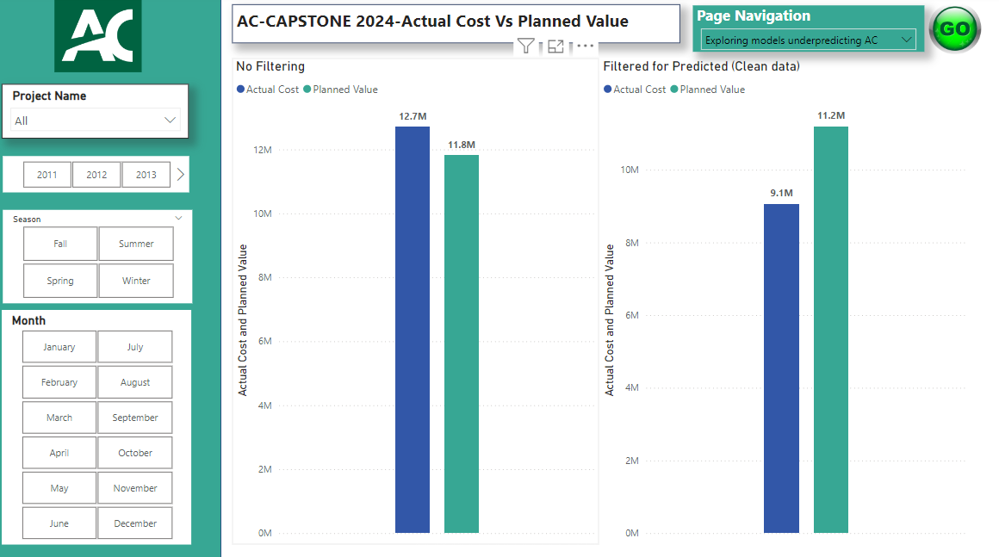 AC
Project Name
All
2011 2012 2013
Season
Fall Summer
Spring Winter
Month
January July
February August
March September
April October
May November
June December
AC-CAPSTONE 2024-Actual Cost Vs Planned Value
Page Navigation
Exploring models underpredicting AC
GO
No Filtering
Actual Cost Planned Value
12.7M
11.8M
12M
10M
8M
6M
4M
2M
0M
Actual Cost and Planned Value
Filtered for Predicted (Clean data)
Actual Cost Planned Value
11.2M
9.1M
10M
8M
6M
4M
2M
0M
Actual Cost and Planned Value